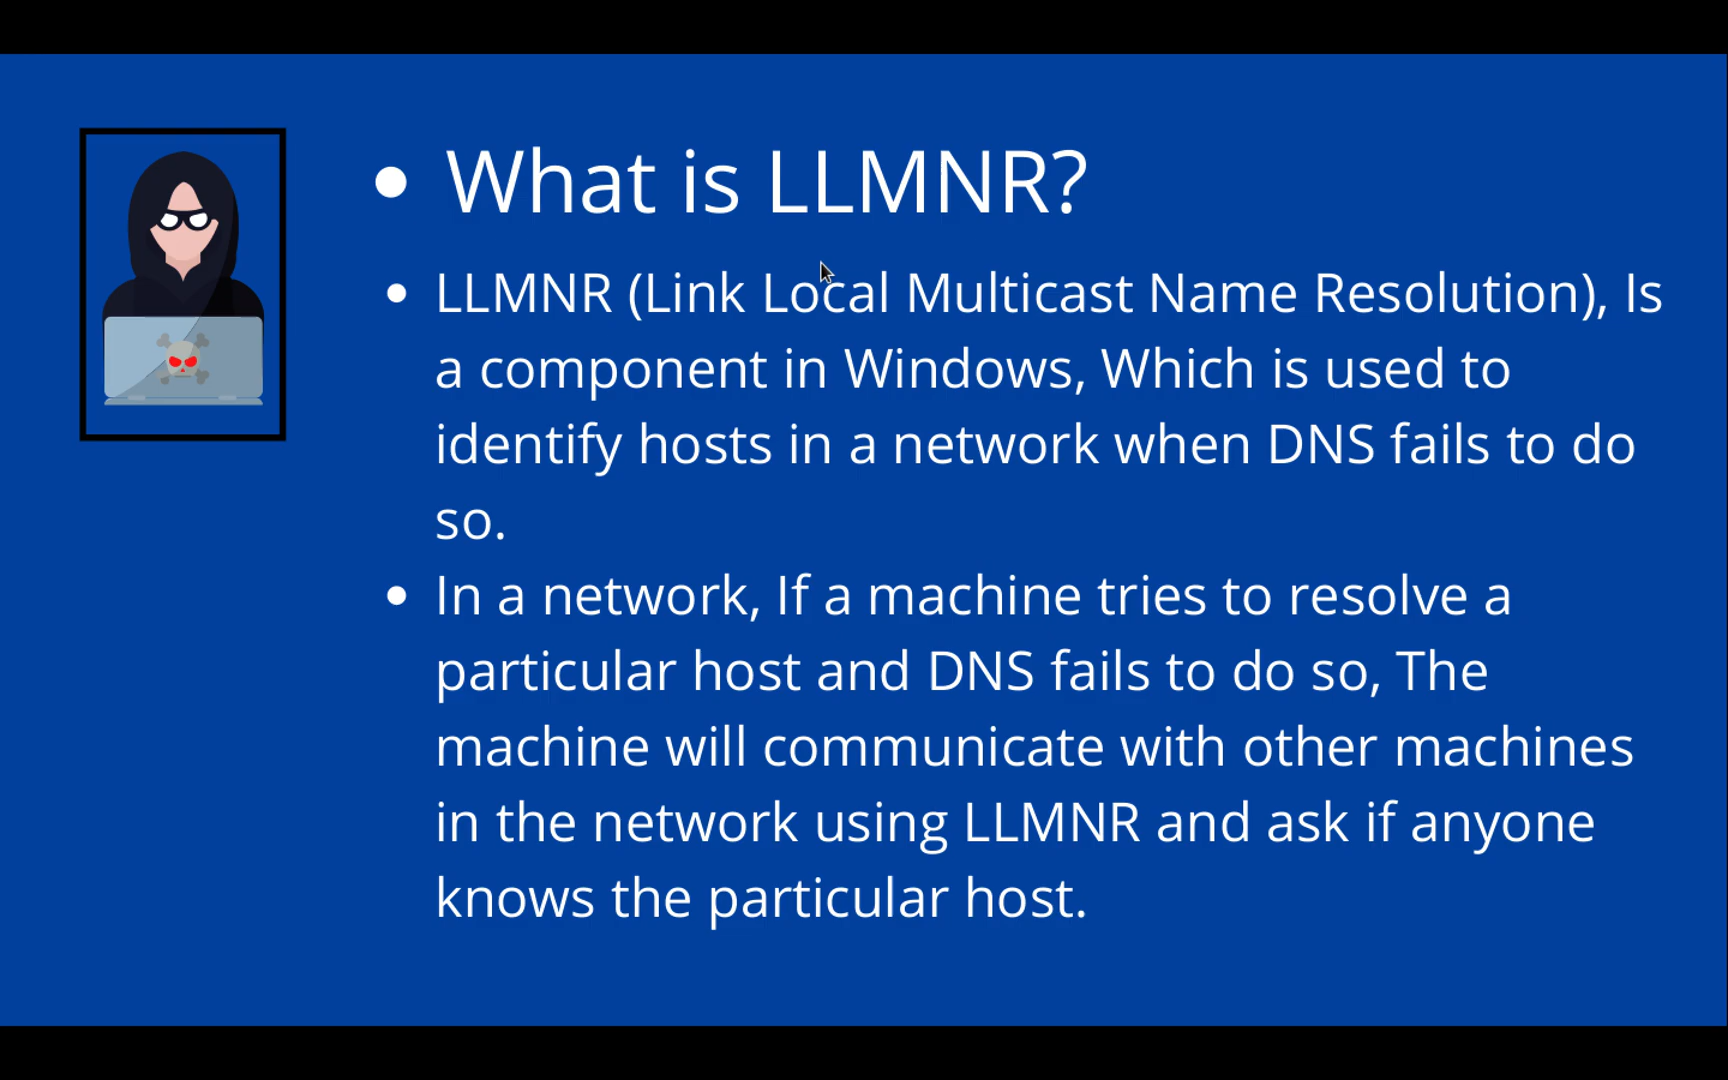 • What is LLMNR?
• LLMNR (Link Local Multicast Name Resolution), Is
a component in Windows, Which is used to
identify hosts in a network when DNS fails to do
so.
• In a network, If a machine tries to resolve a
particular host and DNS fails to do so, The
machine will communicate with other machines
in the network using LLMNR and ask if anyone
knows the particular host.